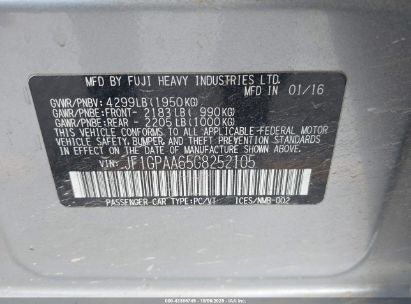 MFD BY FUJI HEAVY INDUSTRIES LTD.
MFD IN 01/16
GVWR/PNBV: 4299LB(1950KG)
GAWR/PNBE:FRONT- 2183LB( 990KG)
GAWR/PNBE:REAR - 2205LB(1000KG)
THIS VEHICLE CONFORMS TO ALL APPLICABLE FEDERAL MOTOR
VEHICLE SAFETY, BUMPER, AND THEFT PREVENTION STANDARDS
IN EFFECT ON THE DATE OF MANUFACTURE SHOWN ABOVE.
VIN: JF1GPAA65G8252105
PASSENGER CAR TYPE:PC/VT ICES/NMB-002